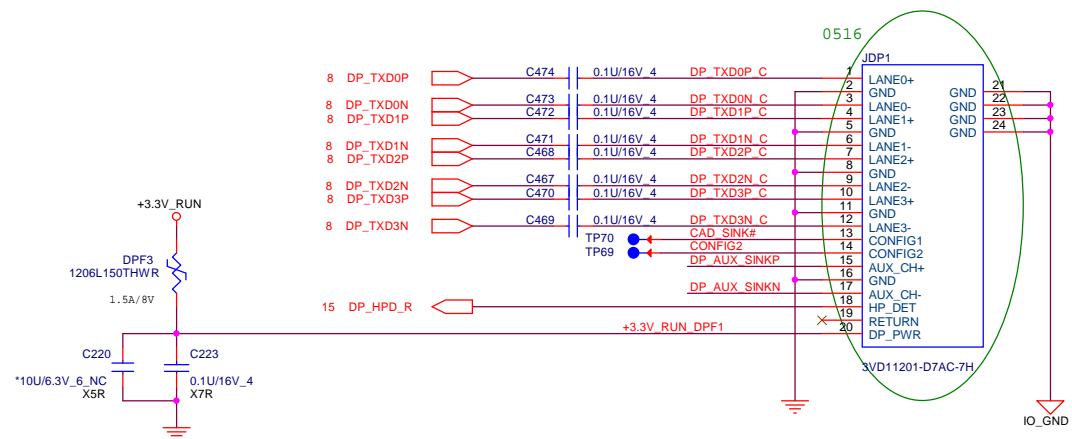 0516
JDP1
8 DP_TXD0P C474 0.1U/16V_4 DP_TXD0P_C 1 LANE0+
2 GND GND 21
8 DP_TXD0N C473 0.1U/16V_4 DP_TXD0N_C 3 LANE0- GND 22
8 DP_TXD1P C472 0.1U/16V_4 DP_TXD1P_C 4 LANE1+ GND 23
5 GND GND 24
8 DP_TXD1N C471 0.1U/16V_4 DP_TXD1N_C 6 LANE1-
8 DP_TXD2P C468 0.1U/16V_4 DP_TXD2P_C 7 LANE2+
8 GND
8 DP_TXD2N C467 0.1U/16V_4 DP_TXD2N_C 9 LANE2-
8 DP_TXD3P C470 0.1U/16V_4 DP_TXD3P_C 10 LANE3+
11 GND
8 DP_TXD3N C469 0.1U/16V_4 DP_TXD3N_C 12 LANE3-
TP70 CAD_SINK# 13 CONFIG1
TP69 CONFIG2 14 CONFIG2
DP_AUX_SINKP 15 AUX_CH+
16 GND
DP_AUX_SINKN 17 AUX_CH-
15 DP_HPD_R 18 HP_DET
19 RETURN
+3.3V_RUN_DPF1 20 DP_PWR
3VD11201-D7AC-7H
IO_GND
+3.3V_RUN
DPF3
1206L150THWR
1.5A/8V
C220
*10U/6.3V_6_NC
X5R
C223
0.1U/16V_4
X7R